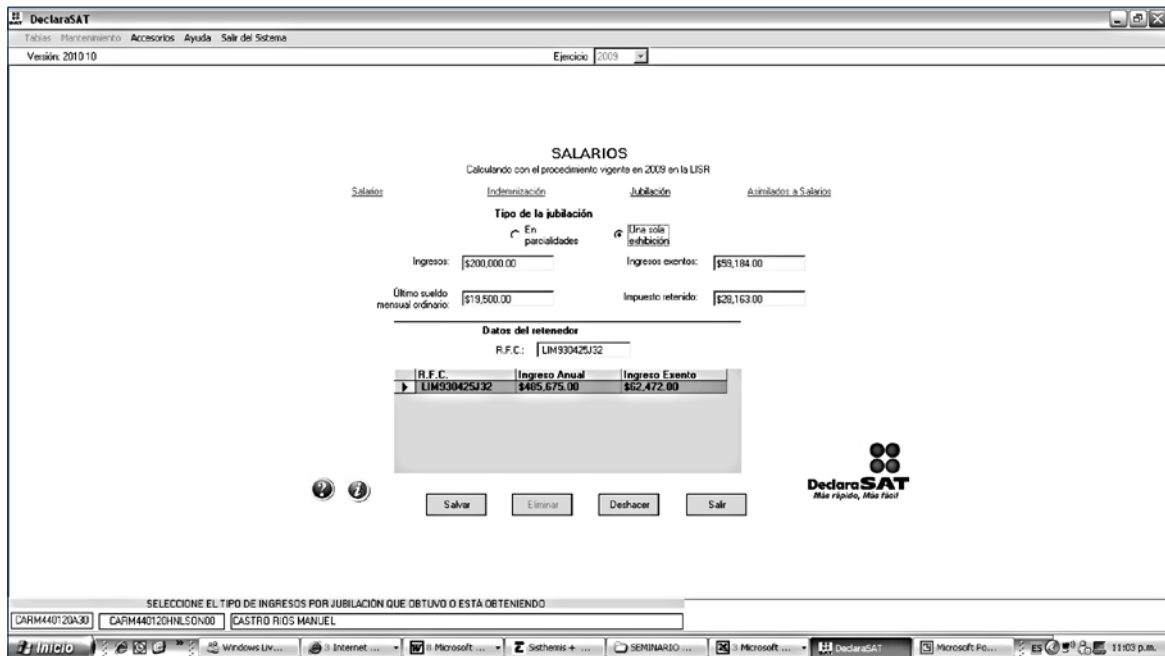 DeclaraSAT
Tablas Mantenimiento Accesorios Ayuda Salir del Sistema
Versión: 2010 10 Ejercicio 2009
SALARIOS
Calculando con el procedimiento vigente en 2009 en la LISR
Salarios Indemnización Jubilación Asimilados a Salarios
Tipo de la jubilación
En parcialidades Una sola exhibición
Ingresos: $200,000.00 Ingresos exentos: $59,184.00
Último sueldo mensual ordinario: $19,500.00 Impuesto retenido: $28,163.00
Datos del retenedor
R.F.C.: LIM930425J32
R.F.C. Ingreso Anual Ingreso Exento
LIM930425J32 $485,675.00 $62,472.00
DeclaraSAT
Más rápido, Más fácil
Salvar Eliminar Deshacer Salir
SELECCIONE EL TIPO DE INGRESOS POR JUBILACIÓN QUE OBTUVO O ESTÁ OBTENIENDO
CARM440120A30 CARM440120HNLSON00 CASTRO RIOS MANUEL
Inicio Windows Liv... 3 Internet ... 8 Microsoft ... Sisthemis + ... SEMINARIO ... 3 Microsoft ... DeclaraSAT Microsoft Po... ES 11:03 p.m.